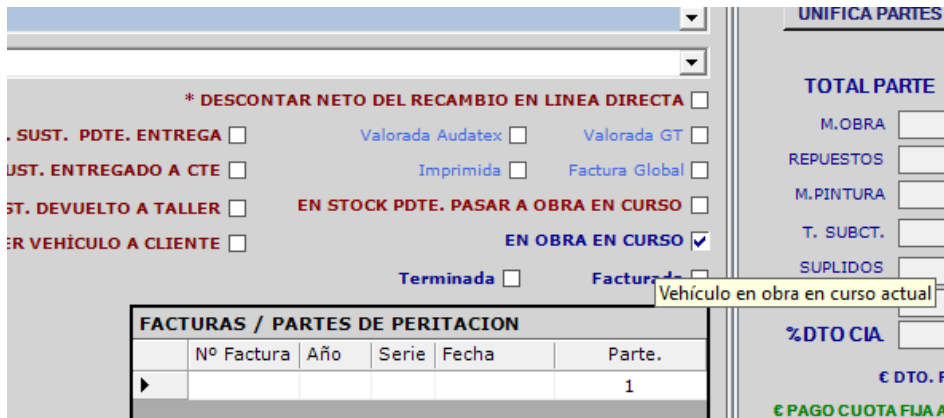 UNIFICA PARTES
* DESCONTAR NETO DEL RECAMBIO EN LINEA DIRECTA
. SUST. PDTE. ENTREGA
Valorada Audatex
Valorada GT
UST. ENTREGADO A CTE
Imprimida
Factura Global
ST. DEVUELTO A TALLER
EN STOCK PDTE. PASAR A OBRA EN CURSO
ER VEHÍCULO A CLIENTE
EN OBRA EN CURSO
Terminada
Facturada
Vehículo en obra en curso actual
FACTURAS / PARTES DE PERITACION
Nº Factura Año Serie Fecha Parte.
1
TOTAL PARTE
M.OBRA
REPUESTOS
M.PINTURA
T. SUBCT.
SUPLIDOS
%DTO CIA.
€ DTO. F
€ PAGO CUOTA FIJA A